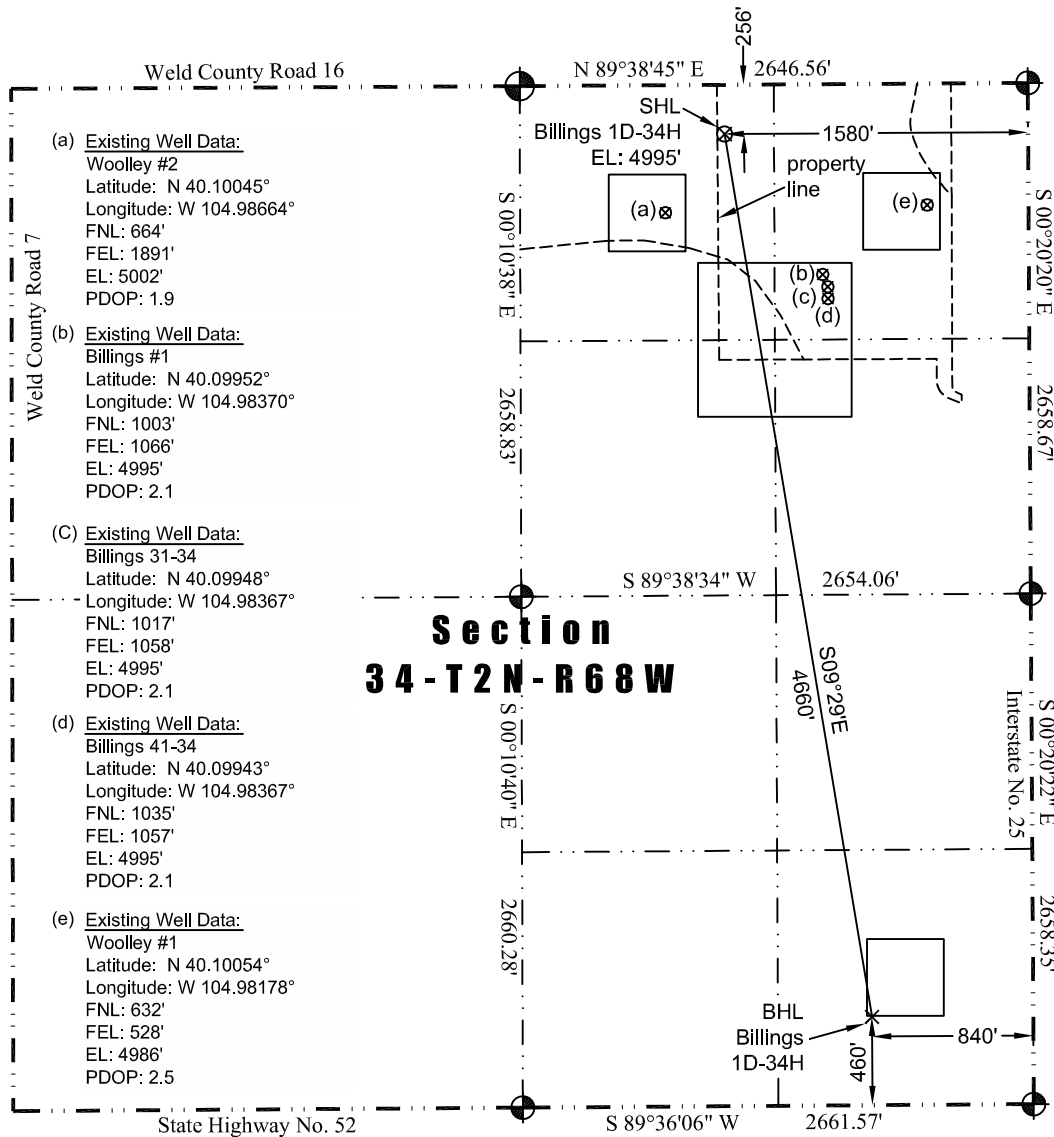 256'
Weld County Road 16
N 89°38'45" E
2646.56'
SHL
Billings 1D-34H
EL: 4995'
1580'
property
line
(a) Existing Well Data:
Woolley #2
Latitude: N 40.10045°
Longitude: W 104.98664°
FNL: 664'
FEL: 1891'
EL: 5002'
PDOP: 1.9
Weld County Road 7
(a)
(e)
(b)
(c)
(d)
S 00°10'38" E
2658.83'
S 00°20'20" E
2658.67'
(b) Existing Well Data:
Billings #1
Latitude: N 40.09952°
Longitude: W 104.98370°
FNL: 1003'
FEL: 1066'
EL: 4995'
PDOP: 2.1
(C) Existing Well Data:
Billings 31-34
Latitude: N 40.09948°
Longitude: W 104.98367°
FNL: 1017'
FEL: 1058'
EL: 4995'
PDOP: 2.1
S 89°38'34" W
2654.06'
Section
34-T2N-R68W
S09°29'E
4660'
S 00°10'40" E
2660.28'
Interstate No. 25
S 00°20'22" E
2658.35'
(d) Existing Well Data:
Billings 41-34
Latitude: N 40.09943°
Longitude: W 104.98367°
FNL: 1035'
FEL: 1057'
EL: 4995'
PDOP: 2.1
(e) Existing Well Data:
Woolley #1
Latitude: N 40.10054°
Longitude: W 104.98178°
FNL: 632'
FEL: 528'
EL: 4986'
PDOP: 2.5
BHL
Billings
1D-34H
460'
840'
State Highway No. 52
S 89°36'06" W
2661.57'